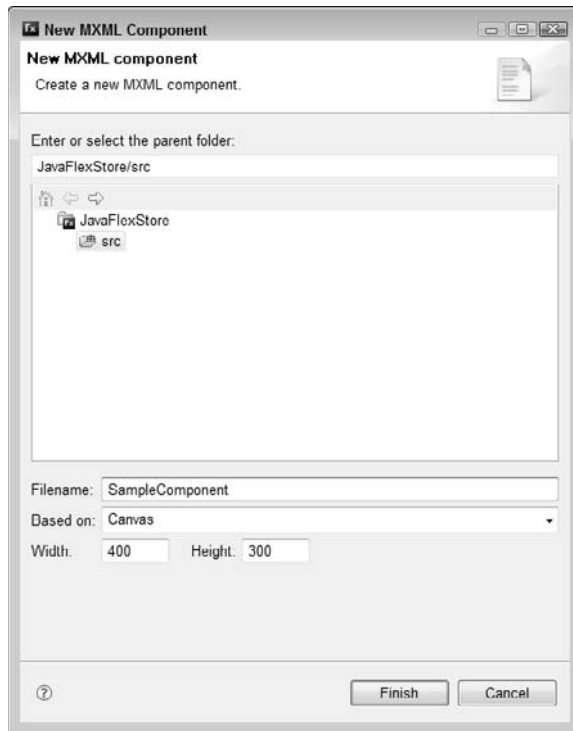 fx New MXML Component
New MXML component
Create a new MXML component.
Enter or select the parent folder:
JavaFlexStore/src
JavaFlexStore
src
Filename: SampleComponent
Based on: Canvas
Width: 400 Height: 300
? Finish Cancel